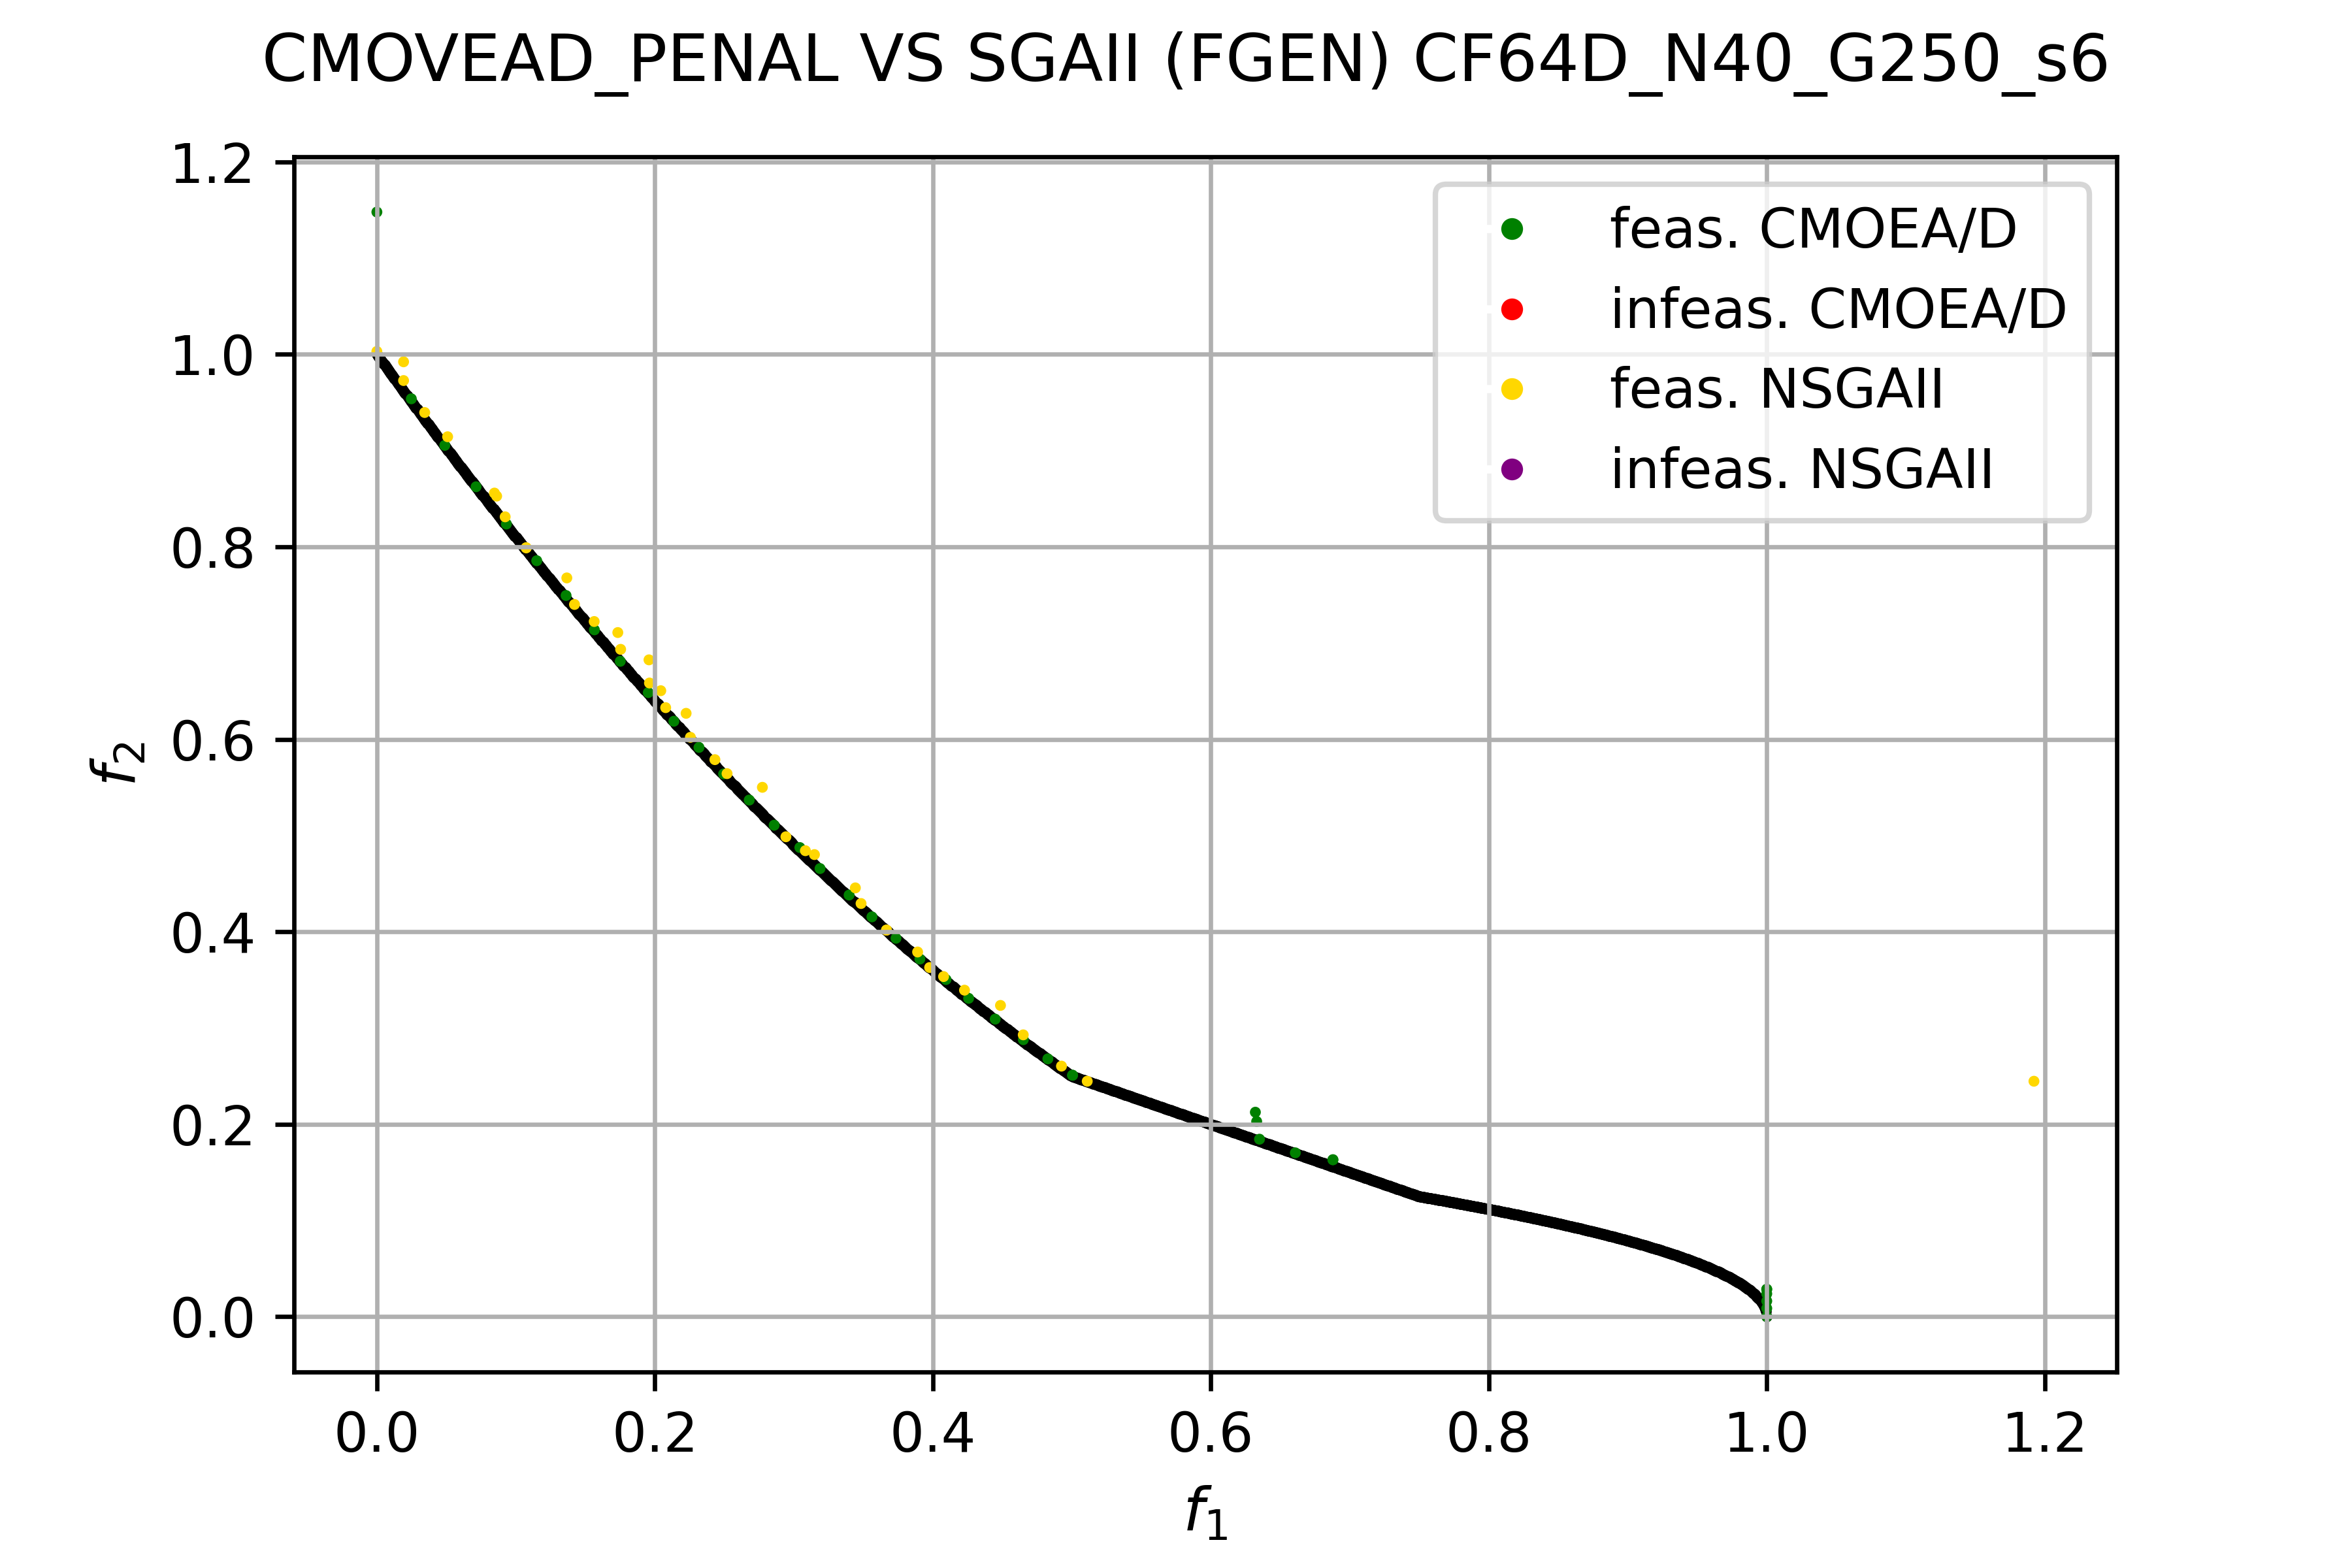 CMOVEAD_PENAL VS SGAII (FGEN) CF64D_N40_G250_s6
1.2
1.0
0.8
0.6
0.4
0.2
0.0
f2
feas. CMOEA/D
infeas. CMOEA/D
feas. NSGAII
infeas. NSGAII
0.0 0.2 0.4 0.6 0.8 1.0 1.2
f1